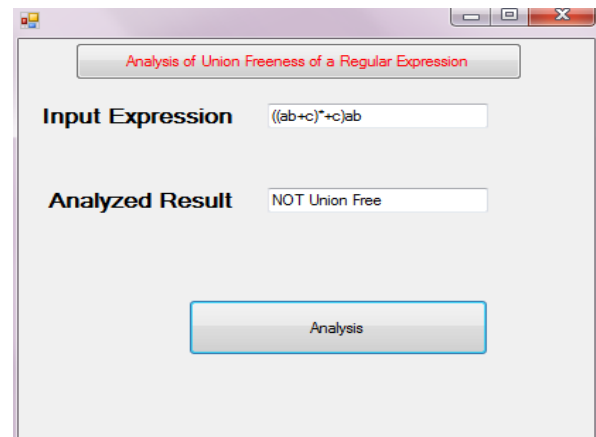 Analysis of Union Freeness of a Regular Expression
Input Expression ((ab+c)*+c)ab
Analyzed Result NOT Union Free
Analysis